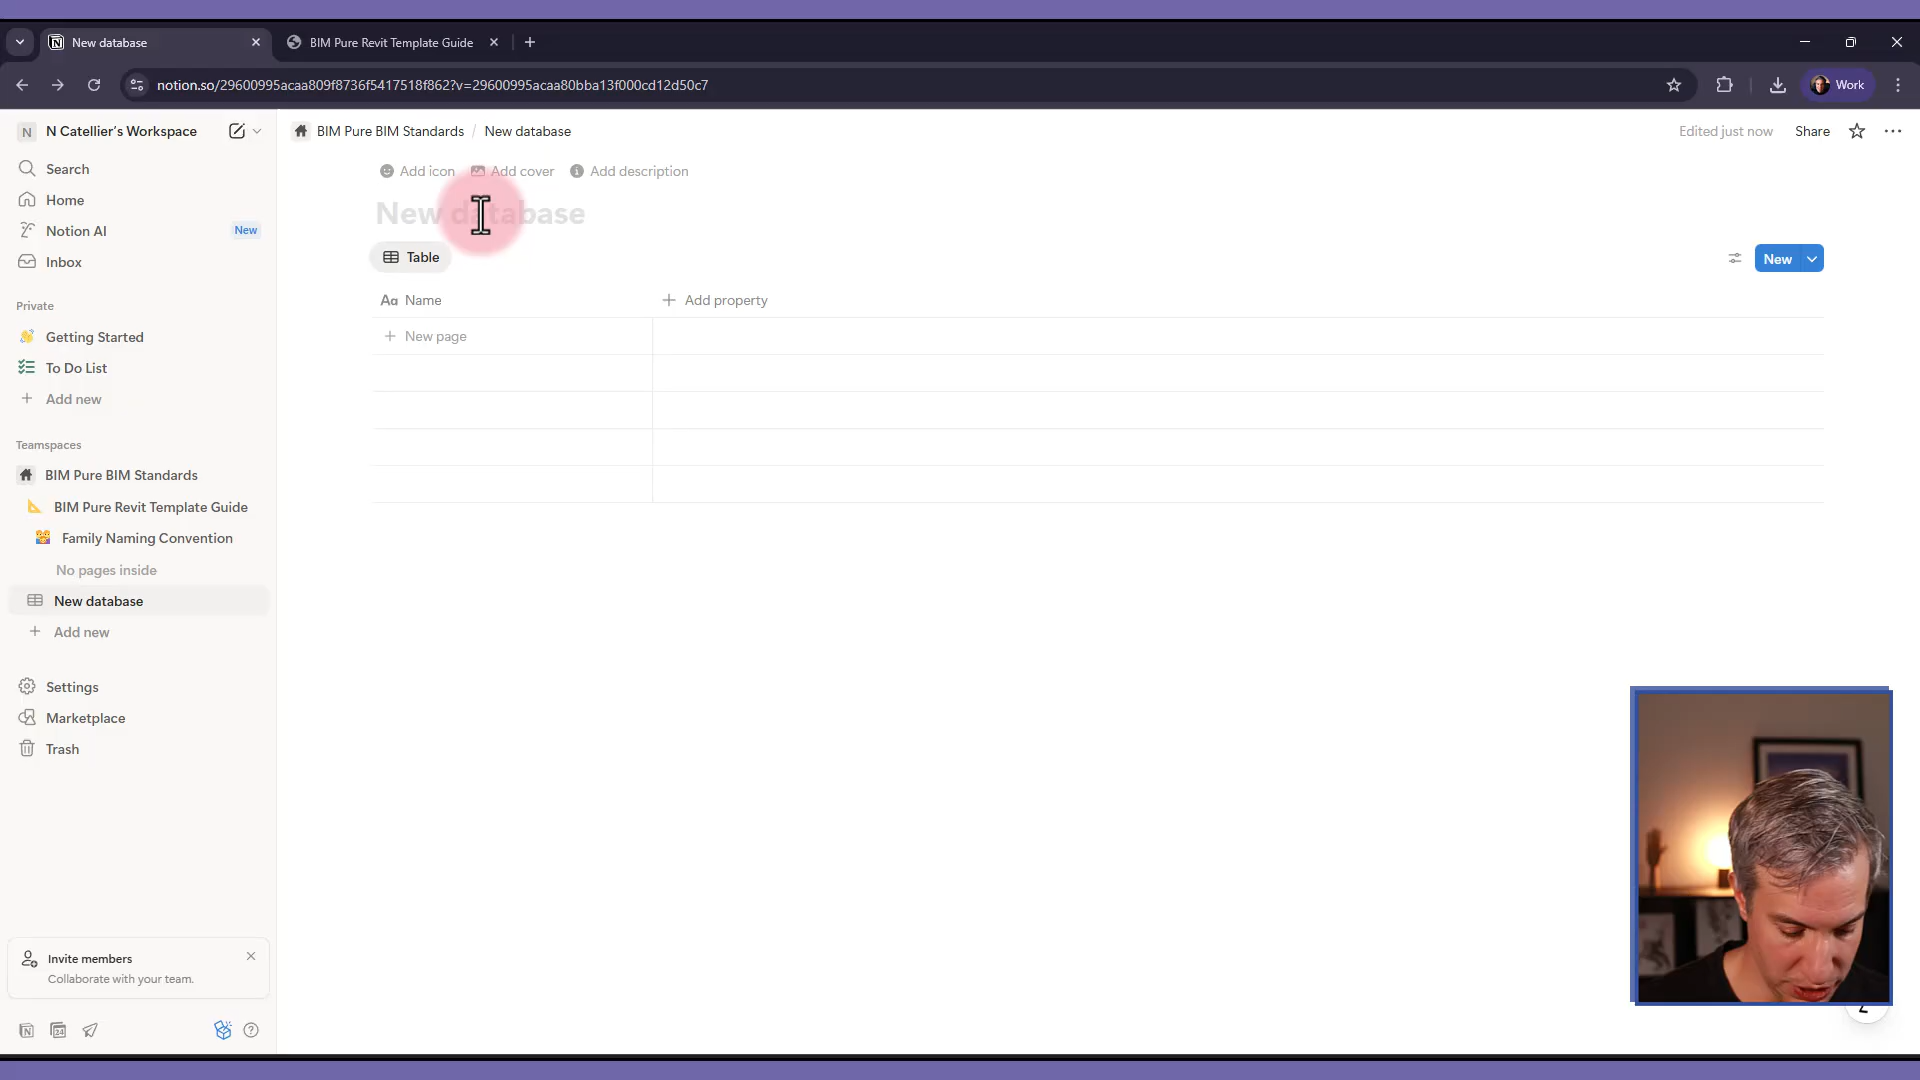 New database
BIM Pure Revit Template Guide
notion.so/29600995acaa809f8736f5417518f862?v=29600995acaa80bba13f000cd12d50c7
Work
N
N Catellier's Workspace
BIM Pure BIM Standards / New database
Edited just now
Share
Search
Home
Notion AI
New
Inbox
Private
Getting Started
To Do List
Add new
Teamspaces
BIM Pure BIM Standards
BIM Pure Revit Template Guide
Family Naming Convention
No pages inside
New database
Add new
Settings
Marketplace
Trash
Invite members
Collaborate with your team.
24
Add icon
Add cover
Add description
New database
Table
New
Aa Name
Add property
New page